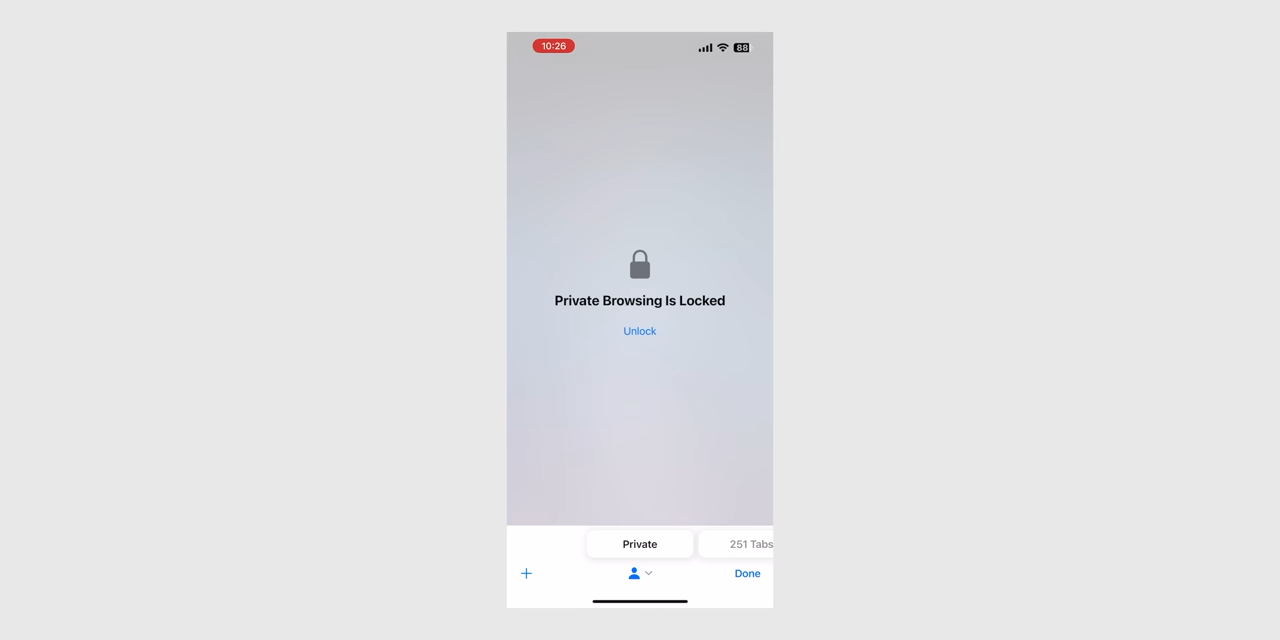 10:26
88
Private Browsing Is Locked
Unlock
Private
251 Tabs
Done